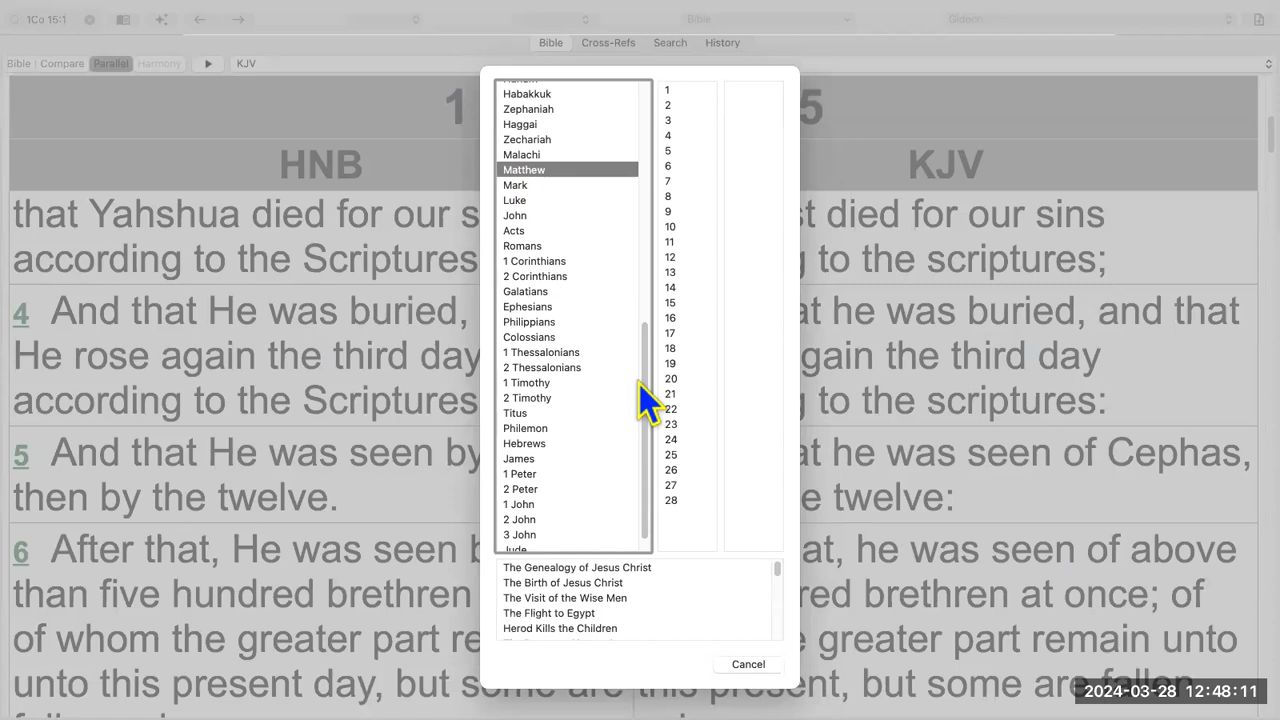 1Co 15:1
Bible
Gideon
Bible Cross-Refs Search History
Bible Compare Parallel Harmony KJV
1
5
HNB
KJV
that Yahshua died for our s
st died for our sins
according to the Scriptures
g to the scriptures;
4 And that He was buried,
at he was buried, and that
He rose again the third day
gain the third day
according to the Scriptures
g to the scriptures:
5 And that He was seen by
at he was seen of Cephas,
then by the twelve.
e twelve:
6 After that, He was seen b
at, he was seen of above
than five hundred brethren
red brethren at once; of
of whom the greater part re
greater part remain unto
unto this present day, but some are
this present, but some are fallen
Habakkuk
Zephaniah
Haggai
Zechariah
Malachi
Matthew
Mark
Luke
John
Acts
Romans
1 Corinthians
2 Corinthians
Galatians
Ephesians
Philippians
Colossians
1 Thessalonians
2 Thessalonians
1 Timothy
2 Timothy
Titus
Philemon
Hebrews
James
1 Peter
2 Peter
1 John
2 John
3 John
Jude
1
2
3
4
5
6
7
8
9
10
11
12
13
14
15
16
17
18
19
20
21
22
23
24
25
26
27
28
The Genealogy of Jesus Christ
The Birth of Jesus Christ
The Visit of the Wise Men
The Flight to Egypt
Herod Kills the Children
Cancel
2024-03-28 12:48:11